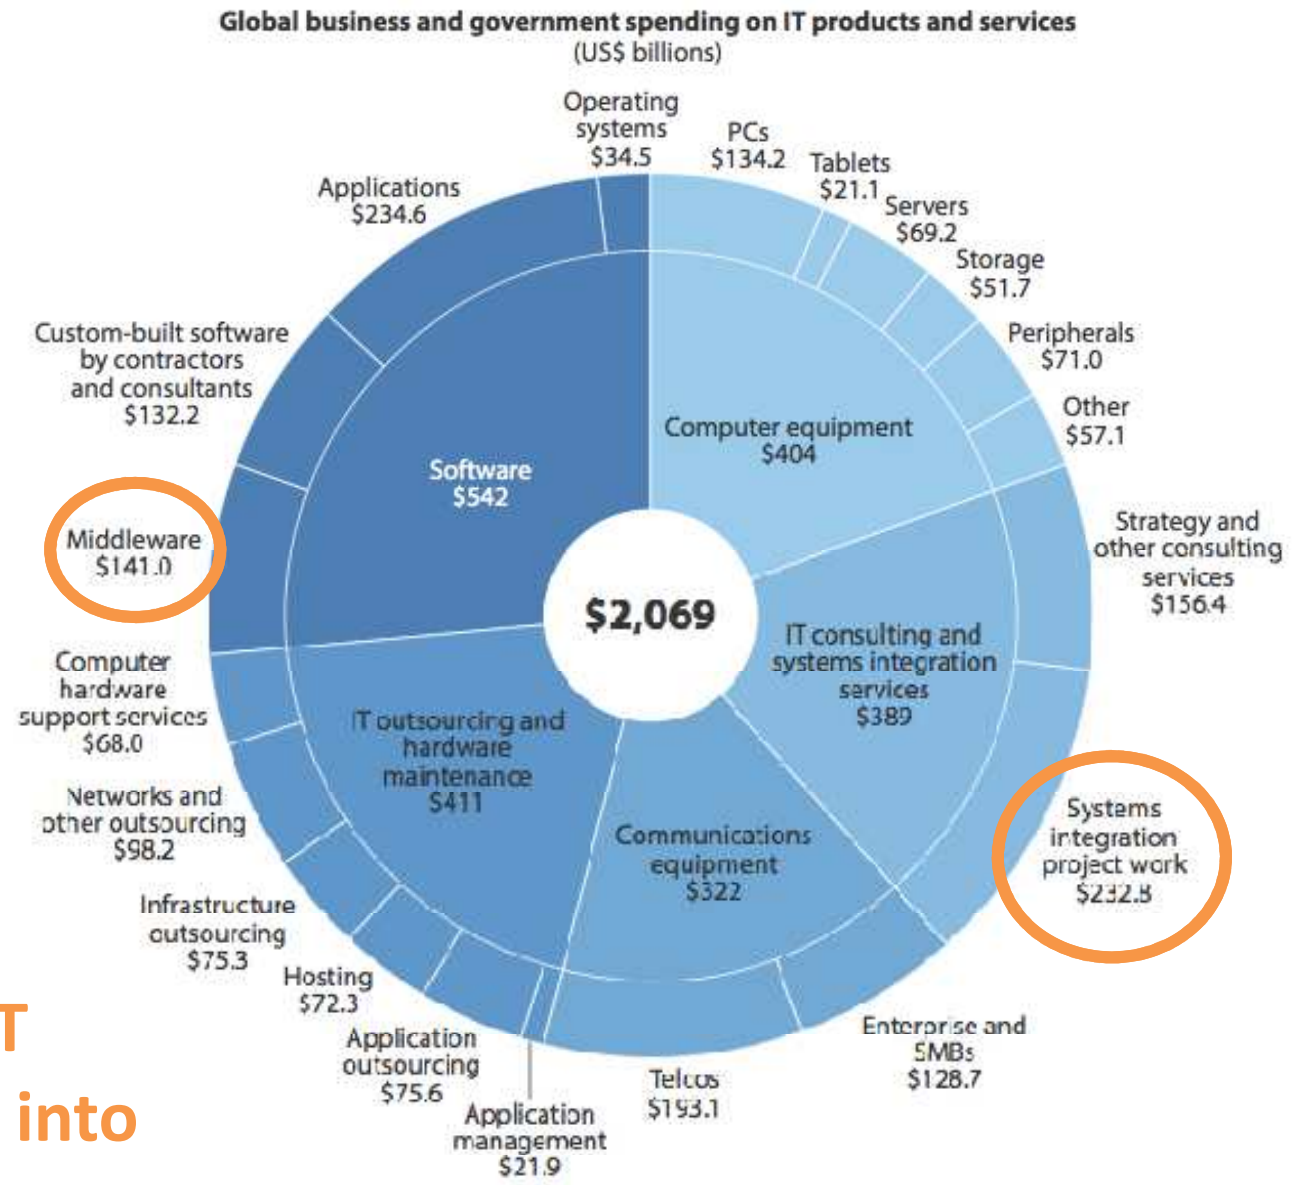 Global business and government spending on IT products and services
(US$ billions)
Operating
systems
$34.5
PCs
$134.2
Tablets
$21.1
Servers
$69.2
Storage
$51.7
Peripherals
$71.0
Other
$57.1
Strategy and
other consulting
services
$156.4
Systems
integration
project work
$232.8
Enterprise and
SMBs
$128.7
Telcos
$193.1
Application
management
$21.9
Application
outsourcing
$75.6
Hosting
$72.3
Infrastructure
outsourcing
$75.3
Networks and
other outsourcing
$98.2
Computer
hardware
support services
$68.0
Middleware
$141.0
Custom-built software
by contractors
and consultants
$132.2
Applications
$234.6
Computer equipment
$404
IT consulting and
systems integration
services
$389
Communications
equipment
$322
IT outsourcing and
hardware
maintenance
$411
Software
$542
$2,069
T
into